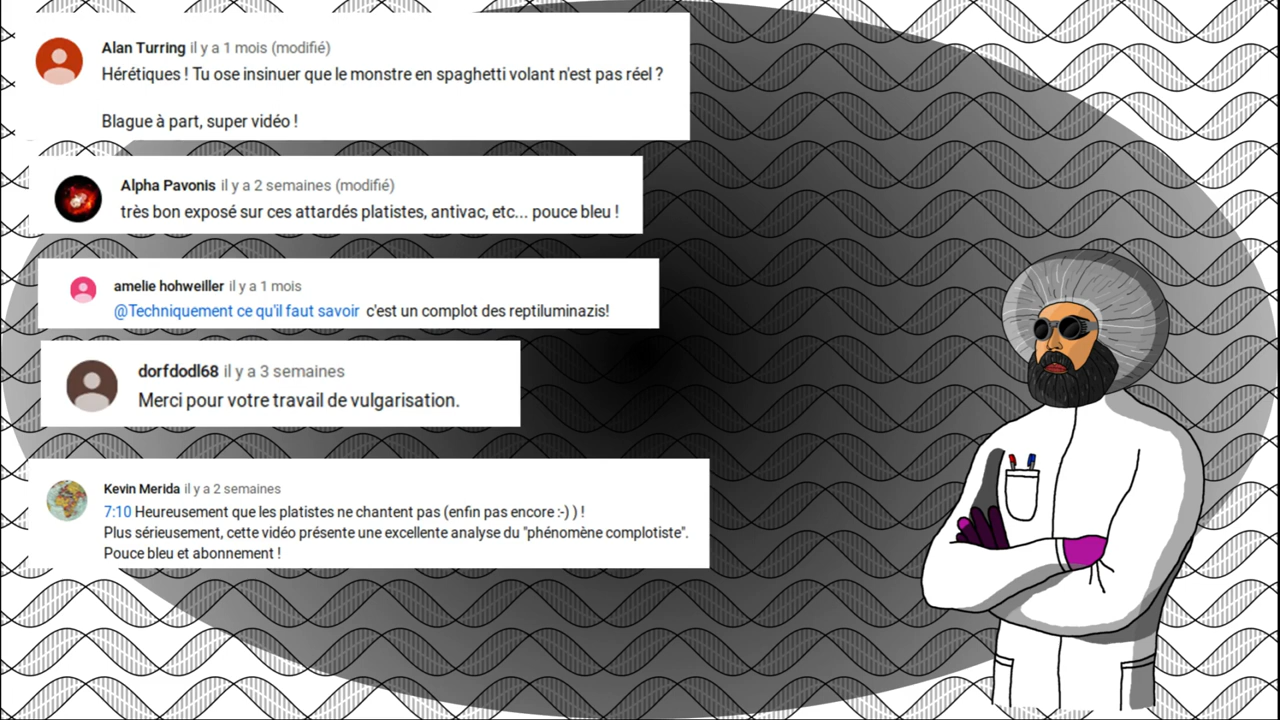 Alan Turring il y a 1 mois (modifié)
Hérétiques ! Tu ose insinuer que le monstre en spaghetti volant n'est pas réel ?
Blague à part, super vidéo !
Alpha Pavonis il y a 2 semaines (modifié)
très bon exposé sur ces attardés platistes, antivac, etc... pouce bleu !
amelie hohweiller il y a 1 mois
@Techniquement ce qu'il faut savoir c'est un complot des reptiluminazis!
dorfdodl68 il y a 3 semaines
Merci pour votre travail de vulgarisation.
Kevin Merida il y a 2 semaines
7:10 Heureusement que les platistes ne chantent pas (enfin pas encore :-) ) !
Plus sérieusement, cette vidéo présente une excellente analyse du "phénomène complotiste".
Pouce bleu et abonnement !